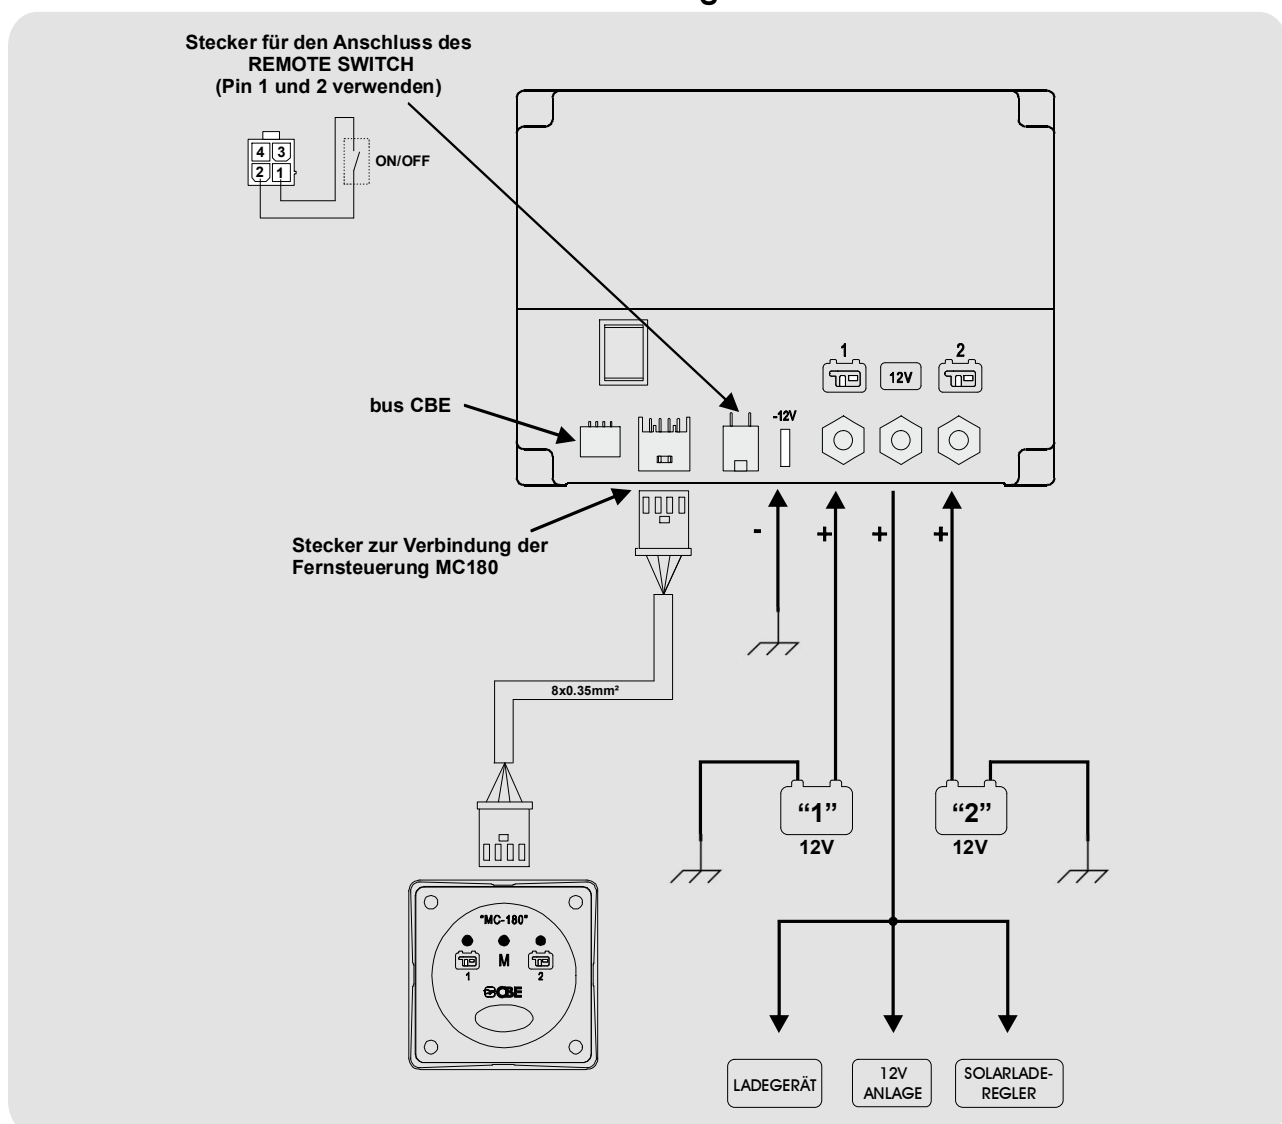 g
Stecker für den Anschluss des
REMOTE SWITCH
(Pin 1 und 2 verwenden)
4 3
2 1
ON/OFF
1
2
12V
bus CBE
-12V
Stecker zur Verbindung der
Fernsteuerung MC180
-
+
+
+
8x0.35mm²
“1”
12V
“2”
12V
"MC-180"
M
1
2
CBE
LADEGERÄT
12V
ANLAGE
SOLARLADE-
REGLER